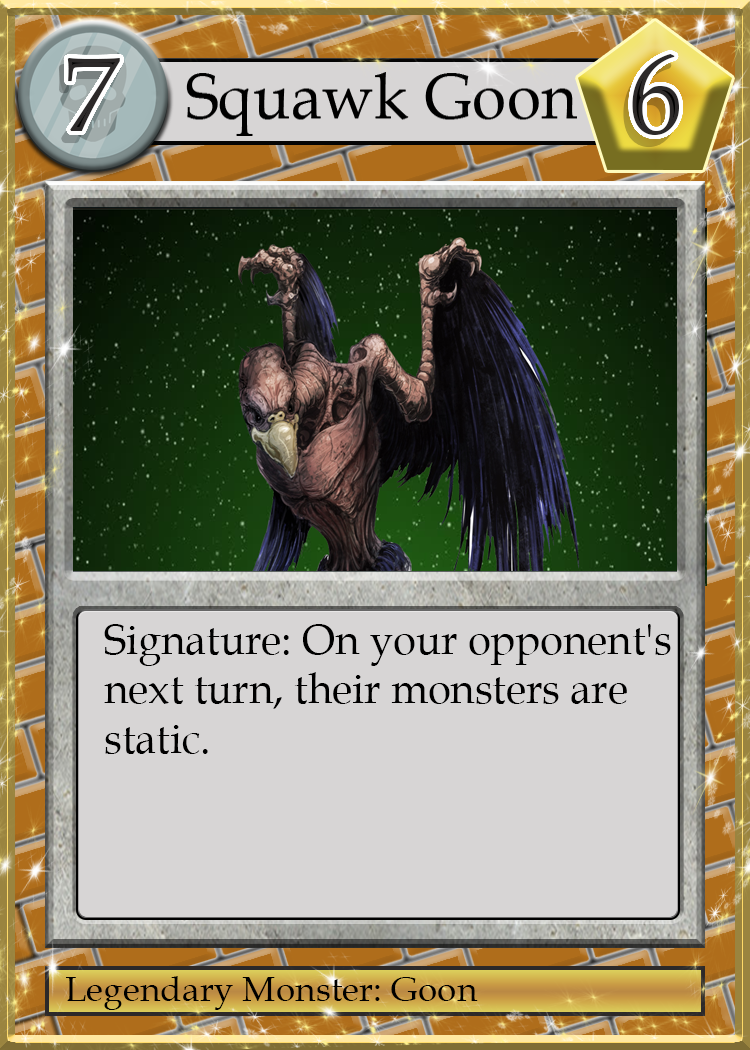 7
Squawk Goon
6
Signature: On your opponent's
next turn, their monsters are
static.
Legendary Monster: Goon